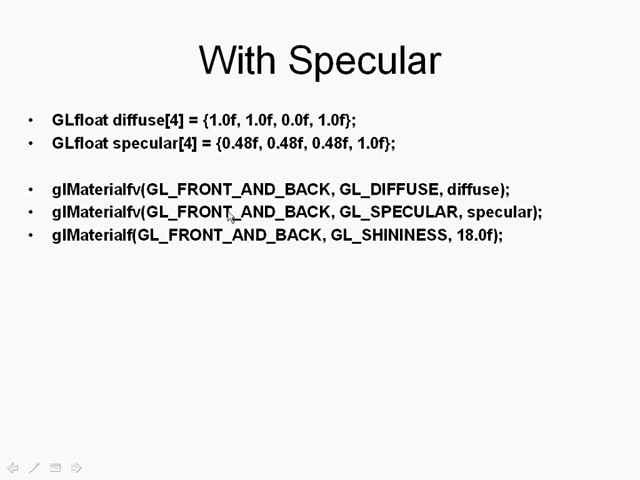 With Specular
• GLfloat diffuse[4] = {1.0f, 1.0f, 0.0f, 1.0f};
• GLfloat specular[4] = {0.48f, 0.48f, 0.48f, 1.0f};
• glMaterialfv(GL_FRONT_AND_BACK, GL_DIFFUSE, diffuse);
• glMaterialfv(GL_FRONT_AND_BACK, GL_SPECULAR, specular);
• glMaterialf(GL_FRONT_AND_BACK, GL_SHININESS, 18.0f);